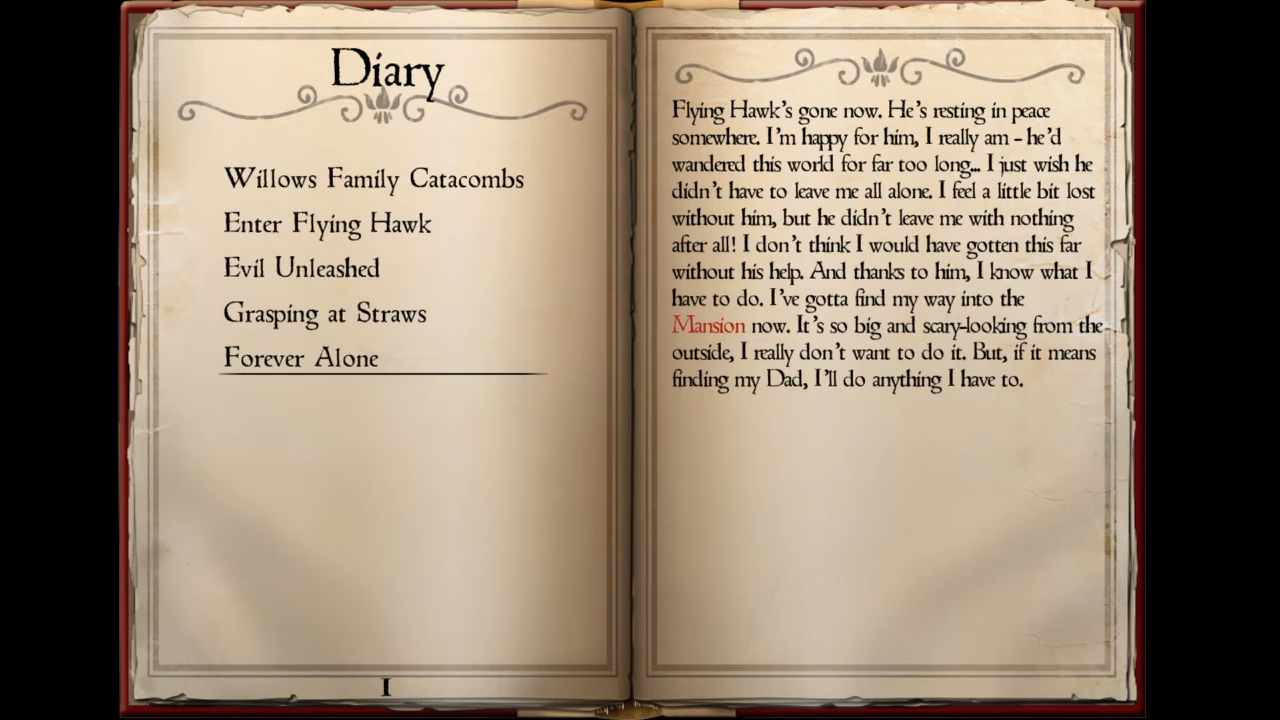 Diary
Willows Family Catacombs
Enter Flying Hawk
Evil Unleashed
Grasping at Straws
Forever Alone
I
Flying Hawk's gone now. He's resting in peace
somewhere. I'm happy for him, I really am - he'd
wandered this world for far too long... I just wish he
didn't have to leave me all alone. I feel a little bit lost
without him, but he didn't leave me with nothing
after all! I don't think I would have gotten this far
without his help. And thanks to him, I know what I
have to do. I've gotta find my way into the
Mansion now. It's so big and scary-looking from the
outside, I really don't want to do it. But, if it means
finding my Dad, I'll do anything I have to.